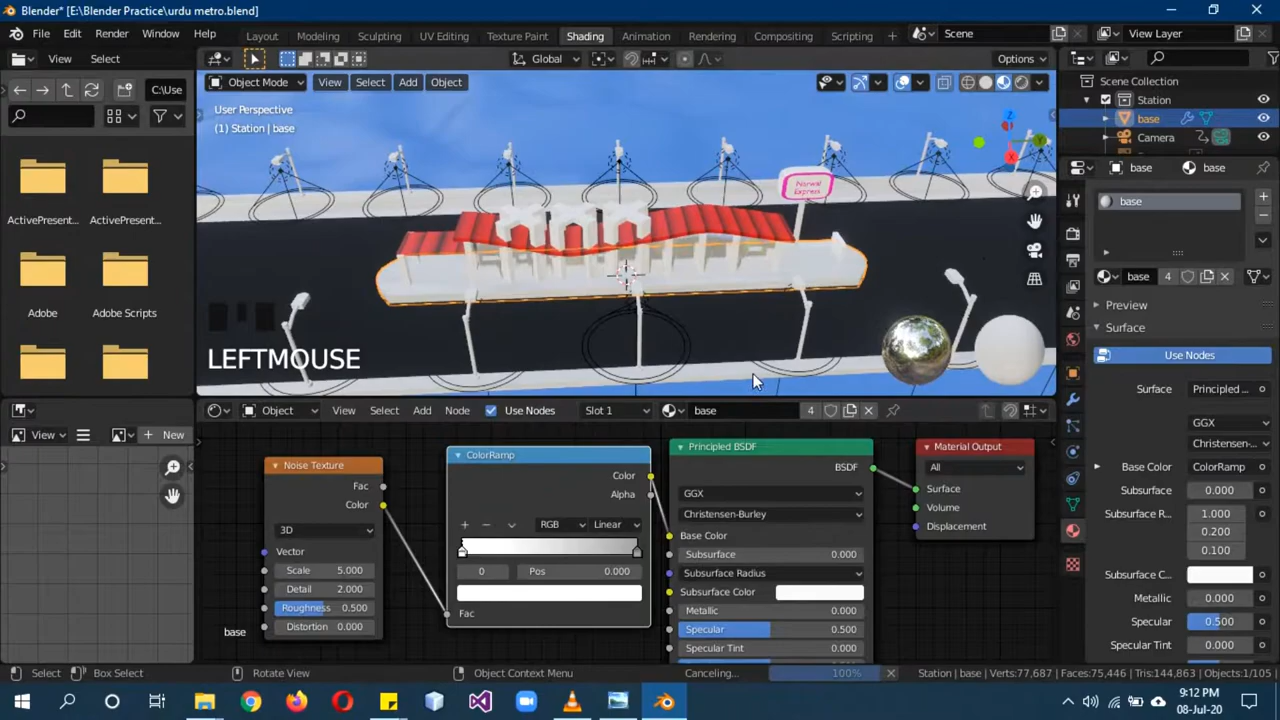 Blender* [E:\Blender Practice\urdu metro.blend]
File Edit Render Window Help
Layout Modeling Sculpting UV Editing Texture Paint Shading Animation Rendering Compositing Scripting
Scene
View Layer
View Select
Global
Options
C:\Use
Object Mode View Select Add Object
User Perspective
(1) Station | base
Scene Collection
Station
base
Camera
ActivePresent... ActivePresent...
Adobe Adobe Scripts
Norwal
Express
LEFTMOUSE
base base
base
base 4
Preview
Surface
Use Nodes
Surface Principled ...
GGX
Christensen-...
Base Color ColorRamp
Subsurface 0.000
Subsurface R... 1.000
0.200
0.100
Subsurface C...
Metallic 0.000
Specular 0.500
Specular Tint 0.000
Object View Select Add Node Use Nodes Slot 1 base 4
View New
Noise Texture
Fac
Color
3D
Vector
Scale 5.000
Detail 2.000
Roughness 0.500
Distortion 0.000
base
ColorRamp
Color
Alpha
RGB Linear
0 Pos 0.000
Fac
Principled BSDF
BSDF
GGX
Christensen-Burley
Base Color
Subsurface 0.000
Subsurface Radius
Subsurface Color
Metallic 0.000
Specular 0.500
Specular Tint 0.000
Material Output
All
Surface
Volume
Displacement
Select Box Select Rotate View Object Context Menu Canceling... 100% Station | base | Verts:77,687 | Faces:75,446 | Tris:144,863 | Objects:1/105
9:12 PM
08-Jul-20